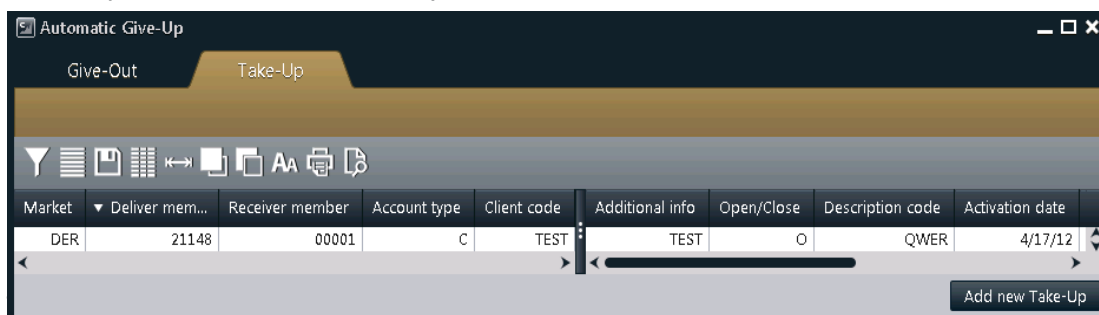 Automatic Give-Up
Give-Out Take-Up
AA
Market Deliver mem... Receiver member Account type Client code Additional info Open/Close Description code Activation date
DER 21148 00001 C TEST TEST O QWER 4/17/12
Add new Take-Up